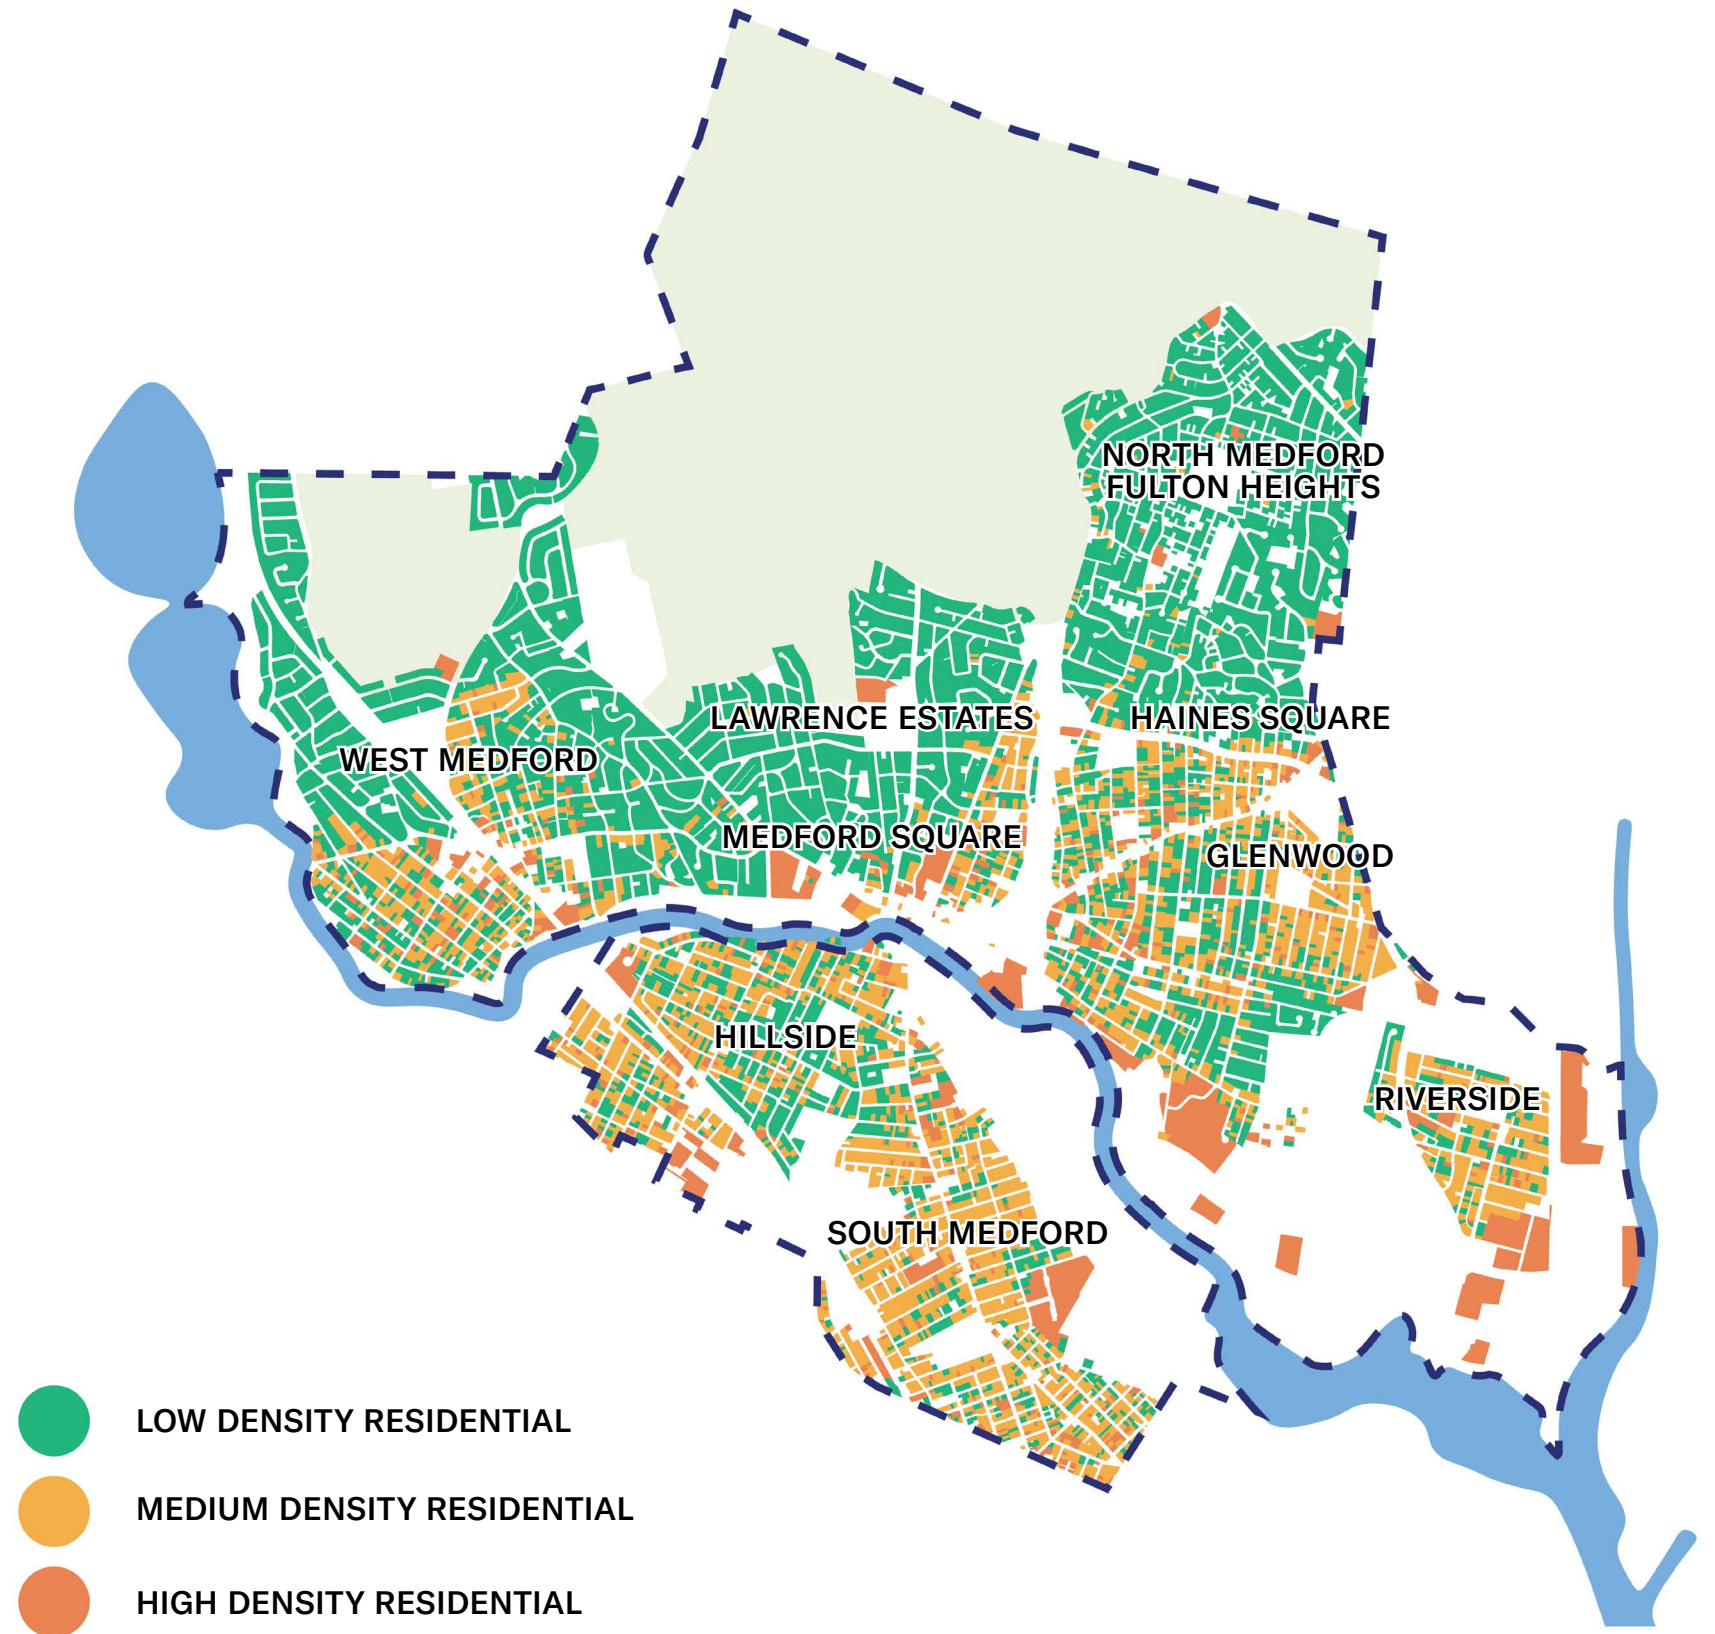 NORTH MEDFORD
FULTON HEIGHTS
LAWRENCE ESTATES
HAINES SQUARE
WEST MEDFORD
MEDFORD SQUARE
GLENWOOD
HILLSIDE
RIVERSIDE
SOUTH MEDFORD
LOW DENSITY RESIDENTIAL
MEDIUM DENSITY RESIDENTIAL
HIGH DENSITY RESIDENTIAL